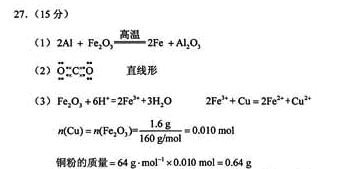 27.（15 分）
（1）2Al + Fe₂O₃ =高温= 2Fe + Al₂O₃
（2）O::C::O 直线形
（3）Fe₂O₃ + 6H⁺ = 2Fe³⁺ + 3H₂O 2Fe³⁺ + Cu = 2Fe²⁺ + Cu²⁺
n(Cu) = n(Fe₂O₃) = 1.6 g / 160 g/mol = 0.010 mol
铜粉的质量 = 64 g·mol⁻¹ × 0.010 mol = 0.64 g